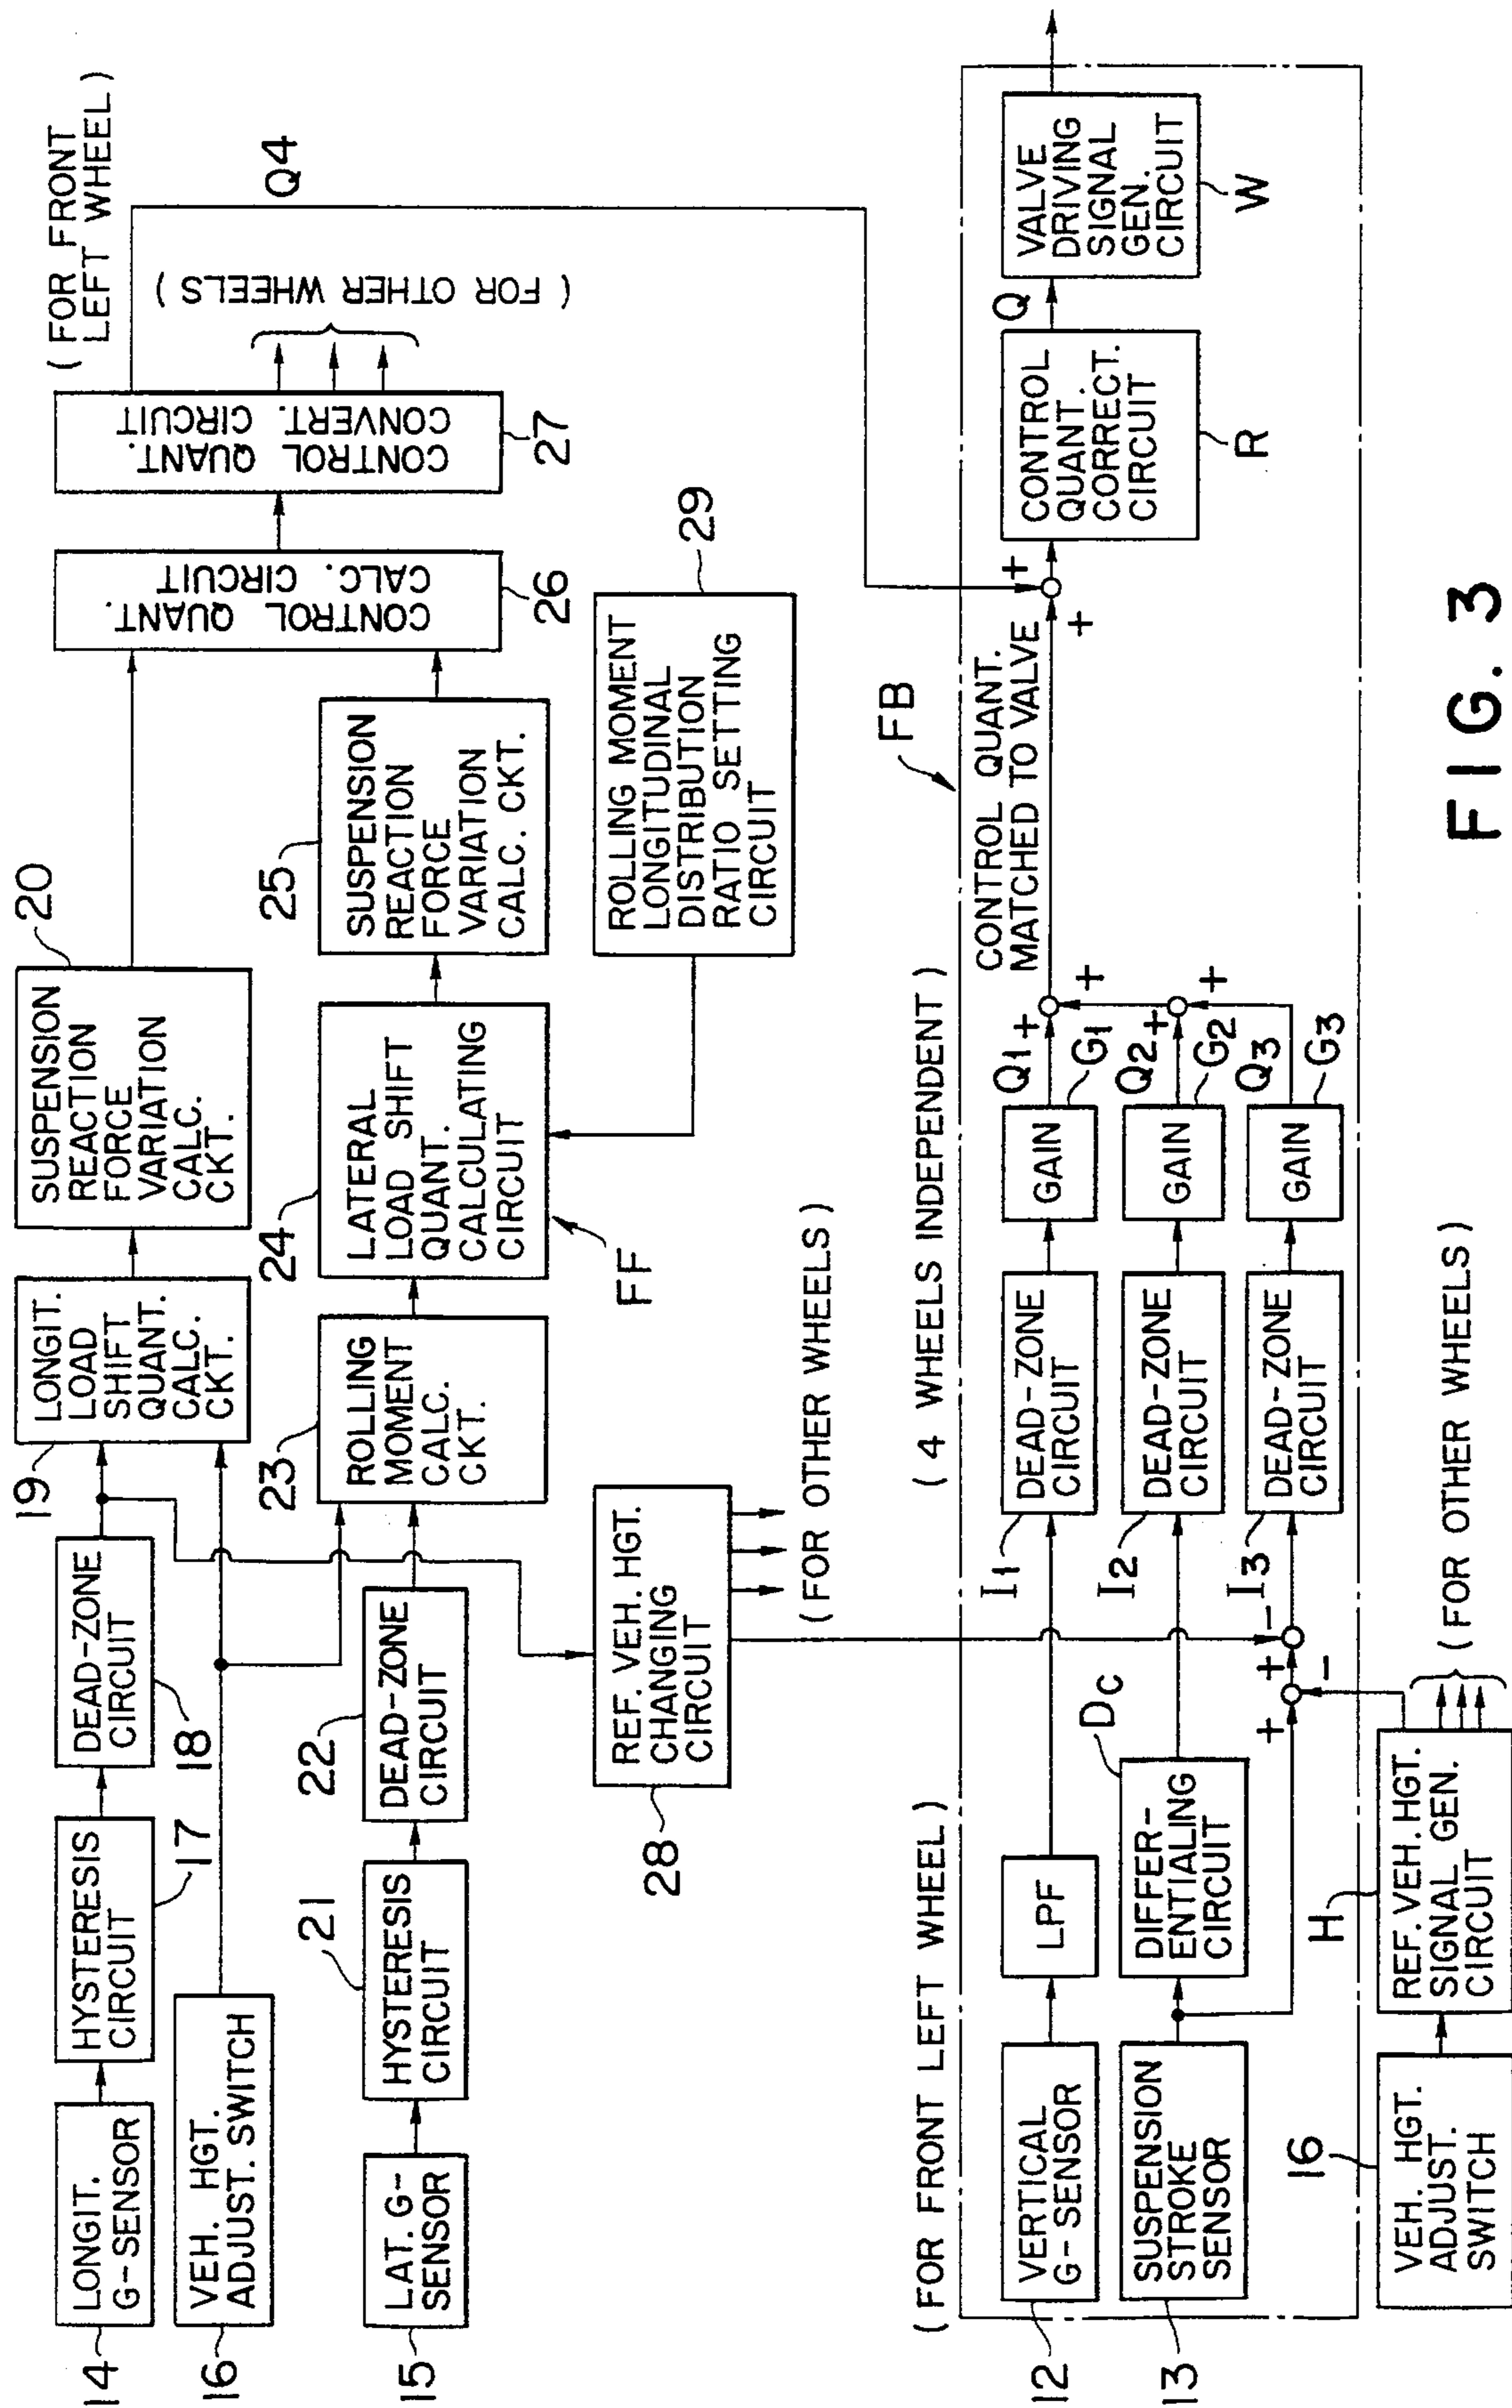 14
LONGIT.
G-SENSOR
HYSTERESIS
CIRCUIT
17
DEAD-ZONE
CIRCUIT
18
19
LONGIT.
LOAD
SHIFT
QUANT.
CALC.
CKT.
20
SUSPENSION
REACTION
FORCE
VARIATION
CALC.
CKT.
16
VEH. HGT.
ADJUST. SWITCH
15
LAT. G-
SENSOR
21
HYSTERESIS
CIRCUIT
22
DEAD-ZONE
CIRCUIT
23
ROLLING
MOMENT
CALC.
CKT.
24
LATERAL
LOAD SHIFT
QUANT.
CALCULATING
CIRCUIT
FF
25
SUSPENSION
REACTION
FORCE
VARIATION
CALC. CKT.
CONTROL QUANT.
CALC. CIRCUIT
26
CONTROL QUANT.
CONVERT. CIRCUIT
27
(FOR FRONT
LEFT WHEEL)
(FOR OTHER WHEELS)
Q4
28
REF. VEH. HGT.
CHANGING
CIRCUIT
(FOR OTHER WHEELS)
29
ROLLING MOMENT
LONGITUDINAL
DISTRIBUTION
RATIO SETTING
CIRCUIT
(FOR FRONT LEFT WHEEL)
(4 WHEELS INDEPENDENT)
FB
12
VERTICAL
G-SENSOR
LPF
I1
DEAD-ZONE
CIRCUIT
GAIN
G1
Q1
+
+
CONTROL QUANT.
MATCHED TO VALVE
+
+
CONTROL
QUANT.
CORRECT.
CIRCUIT
R
Q
VALVE
DRIVING
SIGNAL
GEN.
CIRCUIT
W
13
SUSPENSION
STROKE
SENSOR
DC
DIFFER-
ENTIALING
CIRCUIT
I2
DEAD-ZONE
CIRCUIT
GAIN
G2
Q2
+
+
+
-
+
-
I3
DEAD-ZONE
CIRCUIT
GAIN
G3
Q3
16
VEH. HGT.
ADJUST.
SWITCH
H
REF. VEH. HGT.
SIGNAL GEN.
CIRCUIT
(FOR OTHER WHEELS)
FIG. 3